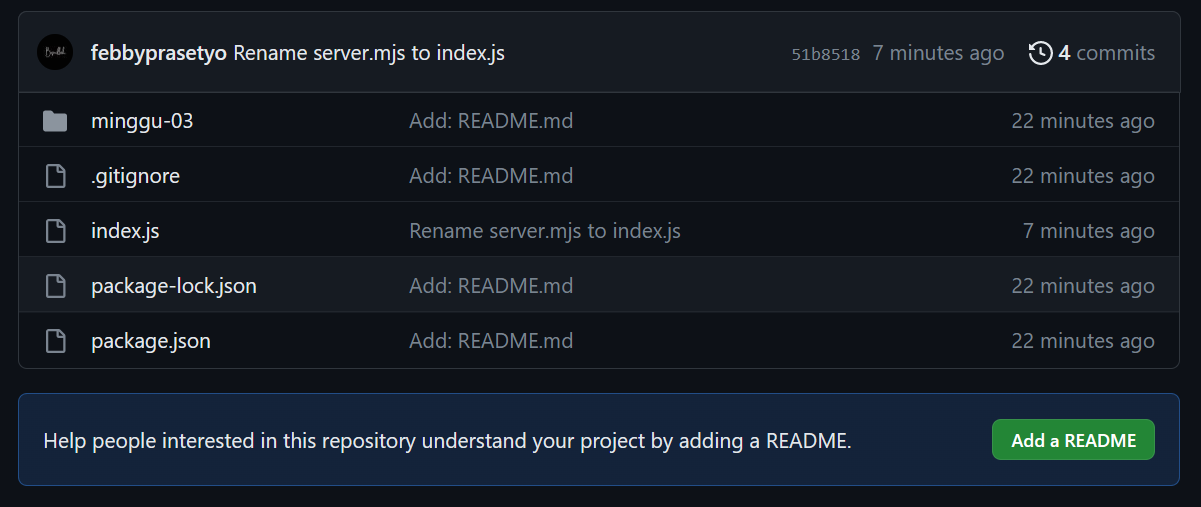 febbyprasetyo Rename server.mjs to index.js 51b8518 7 minutes ago 4 commits
minggu-03 Add: README.md 22 minutes ago
.gitignore Add: README.md 22 minutes ago
index.js Rename server.mjs to index.js 7 minutes ago
package-lock.json Add: README.md 22 minutes ago
package.json Add: README.md 22 minutes ago
Help people interested in this repository understand your project by adding a README. Add a README